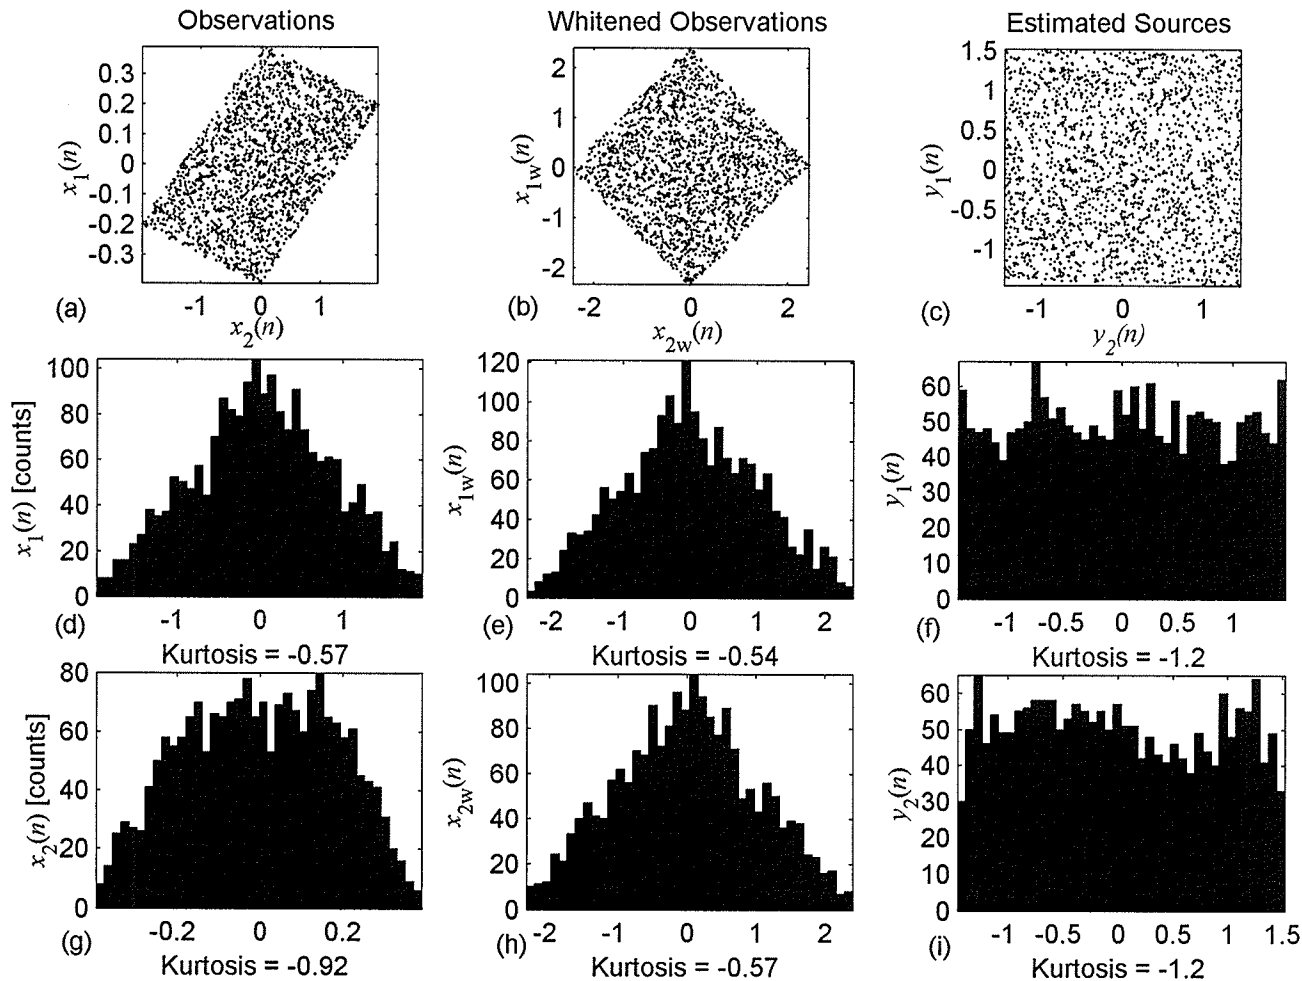 Observations
Whitened Observations
Estimated Sources
x1(n)
0.3
0.2
0.1
0
-0.1
-0.2
-0.3
-1 0 1
(a)
x2(n)
x1w(n)
2
1
0
-1
-2
-2 0 2
(b)
x2w(n)
y1(n)
1.5
1
0.5
0
-0.5
-1
-1 0 1
(c)
y2(n)
x1(n) [counts]
100
80
60
40
20
0
-1 0 1
(d)
Kurtosis = -0.57
x1w(n)
120
100
80
60
40
20
0
-2 -1 0 1 2
(e)
Kurtosis = -0.54
y1(n)
60
50
40
30
20
10
0
-1 -0.5 0 0.5 1
(f)
Kurtosis = -1.2
x2(n) [counts]
80
60
40
20
0
-0.2 0 0.2
(g)
Kurtosis = -0.92
x2w(n)
100
80
60
40
20
0
-2 -1 0 1 2
(h)
Kurtosis = -0.57
y2(n)
60
50
40
30
20
10
0
-1 -0.5 0 0.5 1 1.5
(i)
Kurtosis = -1.2